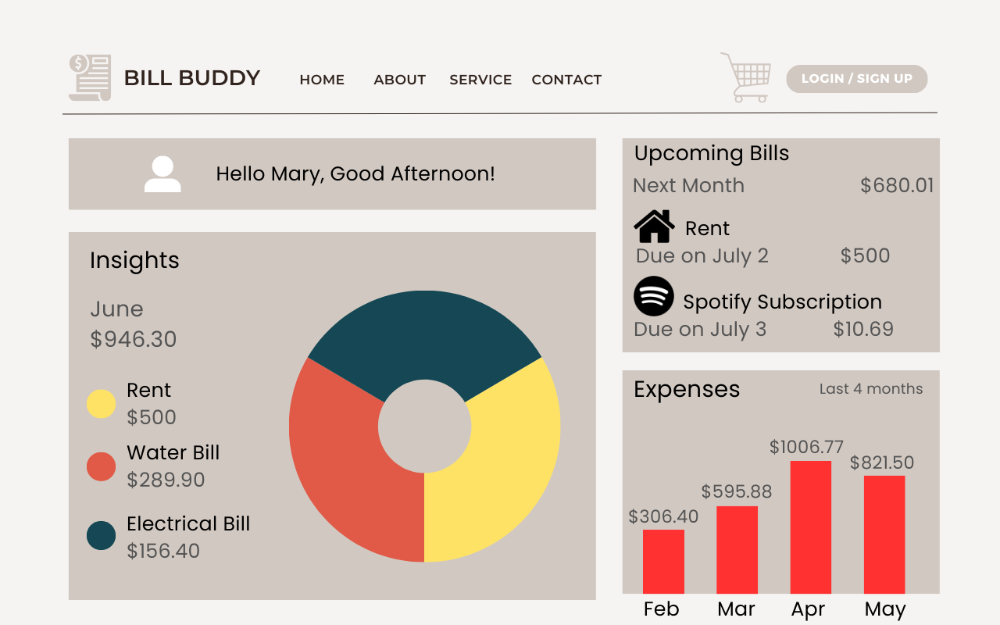 BILL BUDDY
HOME ABOUT SERVICE CONTACT
LOGIN / SIGN UP
Hello Mary, Good Afternoon!
Insights
June
$946.30
Rent
$500
Water Bill
$289.90
Electrical Bill
$156.40
Upcoming Bills
Next Month $680.01
Rent
Due on July 2 $500
Spotify Subscription
Due on July 3 $10.69
Expenses Last 4 months
$306.40
$595.88
$1006.77
$821.50
Feb Mar Apr May
$